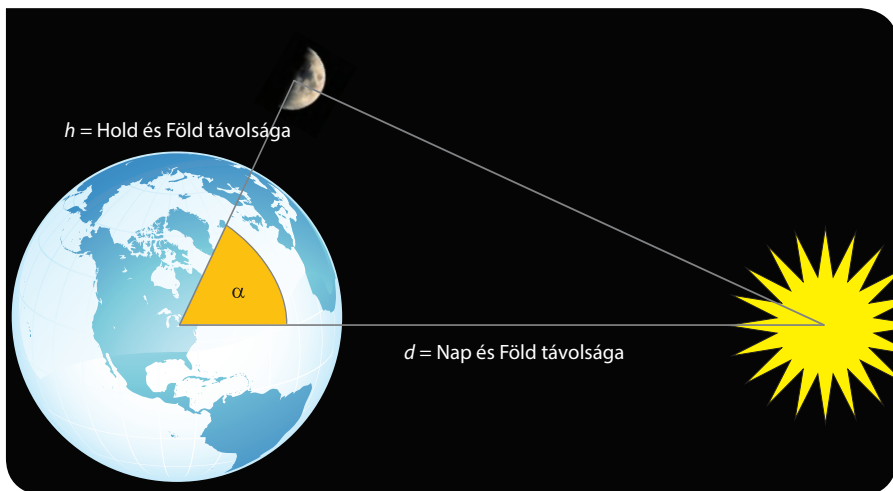 h = Hold és Föld távolsága
α
d = Nap és Föld távolsága